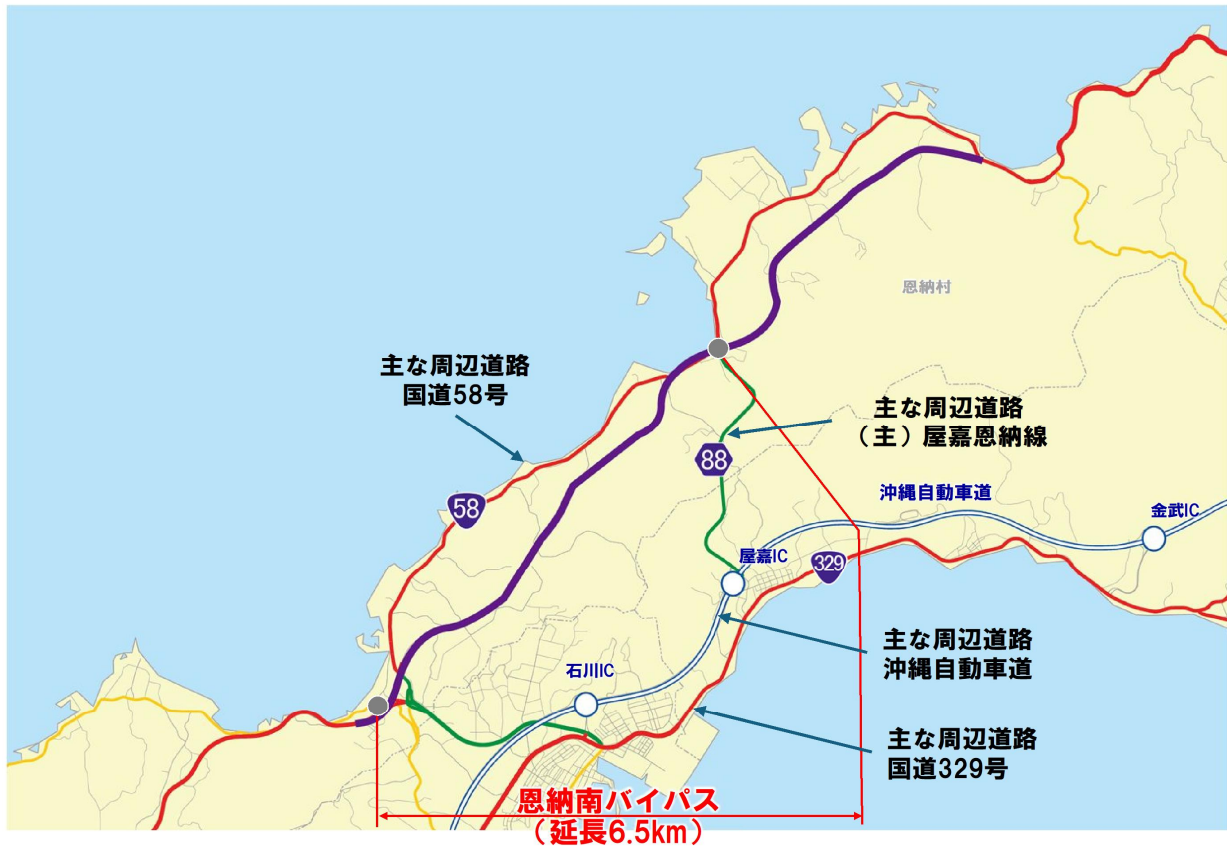 恩納村
主な周辺道路
国道58号
主な周辺道路
（主）屋嘉恩納線
88
沖縄自動車道
58
金武IC
屋嘉IC
329
主な周辺道路
沖縄自動車道
石川IC
主な周辺道路
国道329号
恩納南バイパス
（延長6.5km）